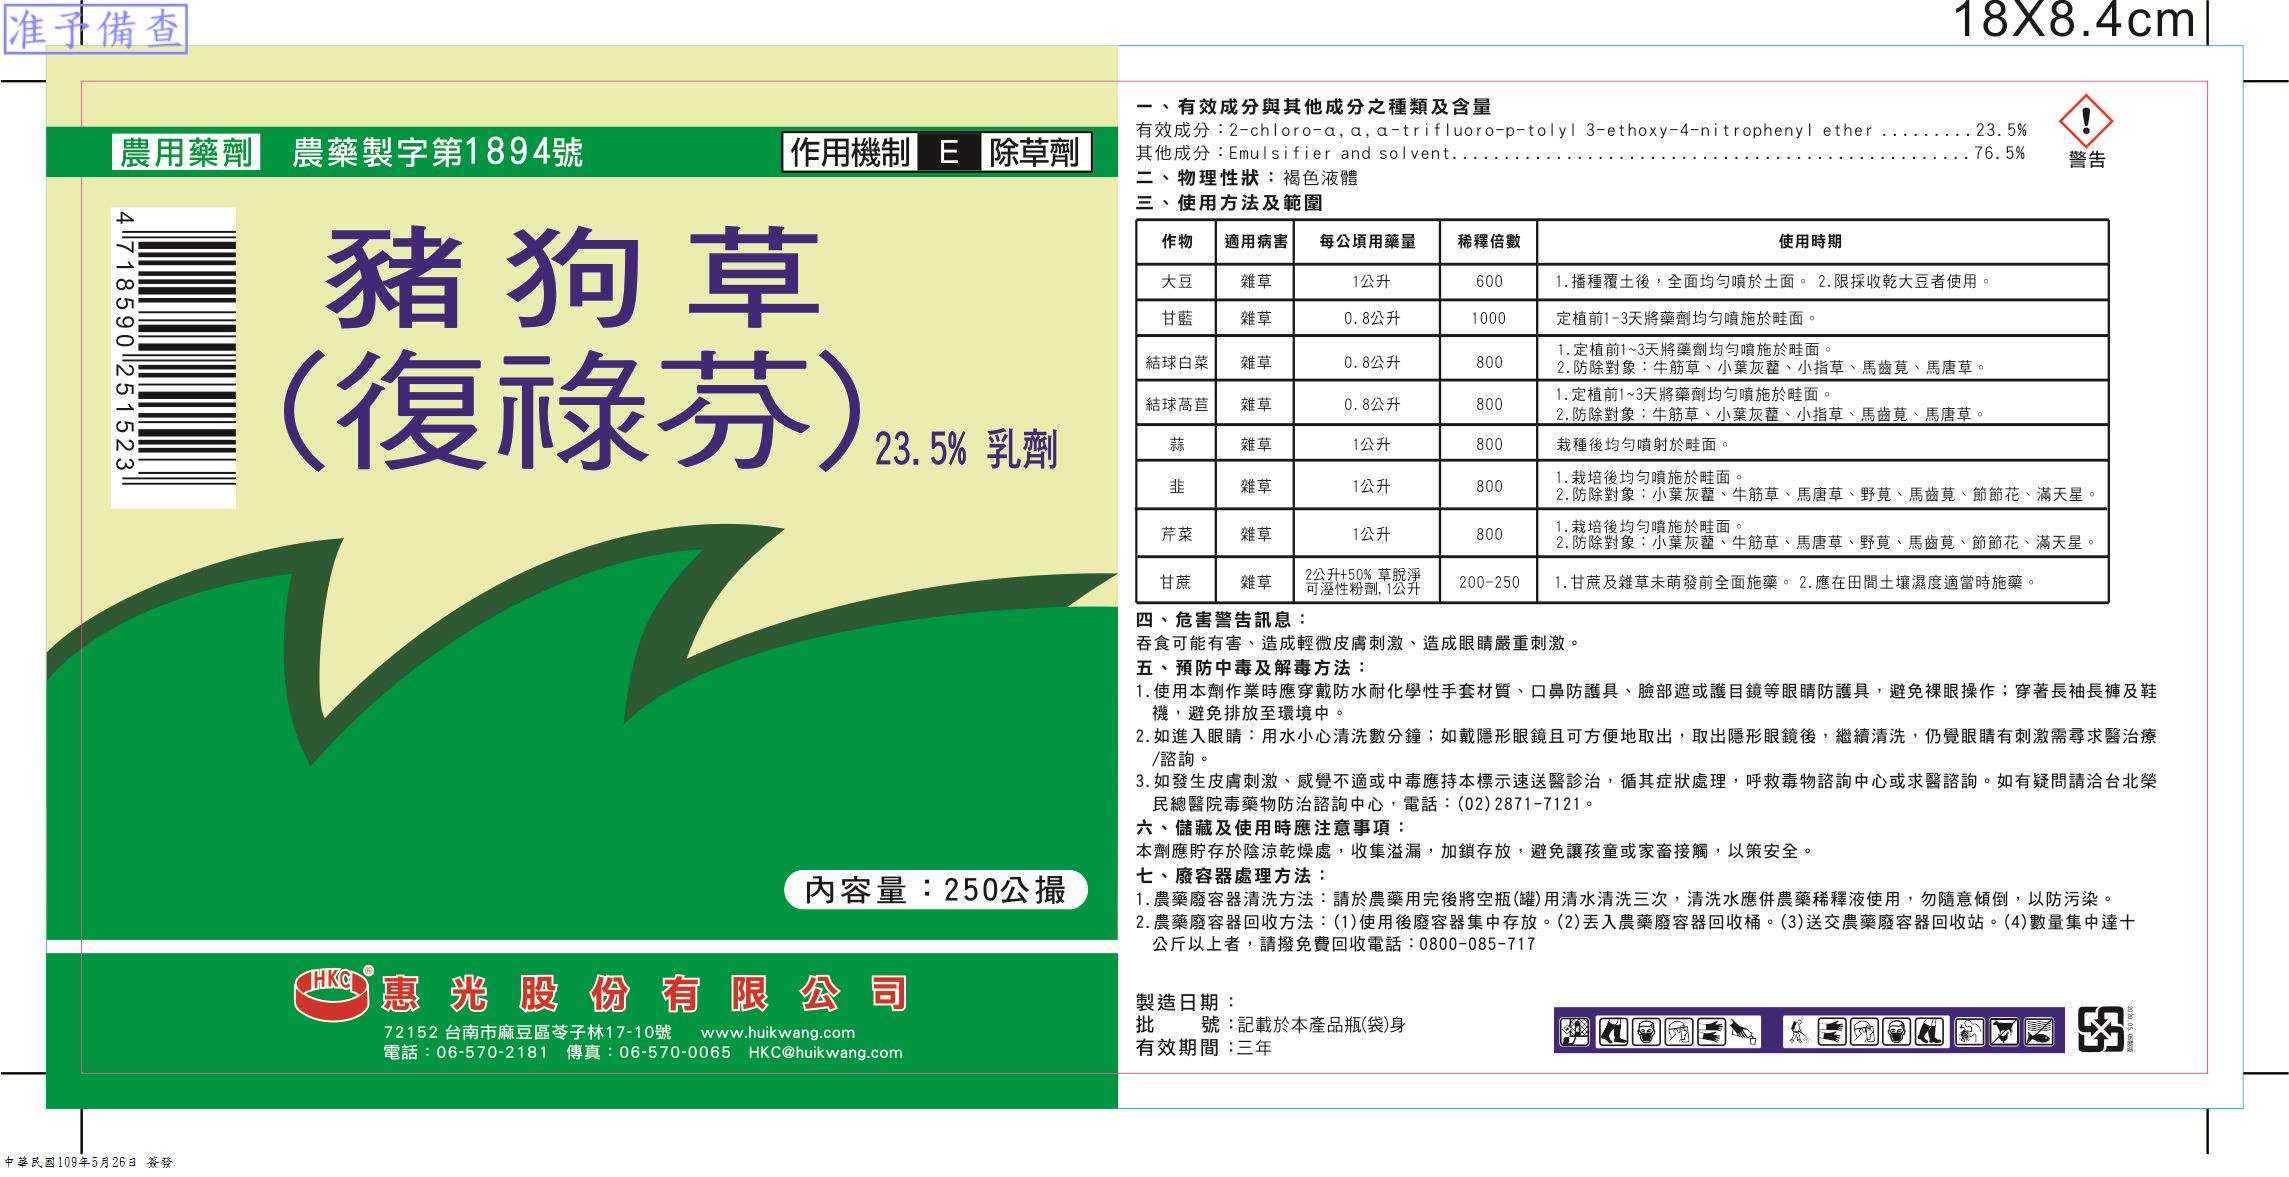 准予備查
18X8.4cm
農用藥劑 農藥製字第1894號 作用機制 E 除草劑
4 718590 251523
豬狗草
(復祿芬)
23.5% 乳劑
內容量：250公撮
HKC®
惠光股份有限公司
72152 台南市麻豆區苓子林17-10號 www.huikwang.com
電話：06-570-2181 傳真：06-570-0065 HKC@huikwang.com
一、有效成分與其他成分之種類及含量
有效成分：2-chloro-α,α,α-trifluoro-p-tolyl 3-ethoxy-4-nitrophenyl ether .........23.5%
其他成分：Emulsifier and solvent..................................................76.5%
警告
二、物理性狀：褐色液體
三、使用方法及範圍
作物 適用病害 每公頃用藥量 稀釋倍數 使用時期
大豆 雜草 1公升 600 1.播種覆土後，全面均勻噴於土面。 2.限採收乾大豆者使用。
甘藍 雜草 0.8公升 1000 定植前1-3天將藥劑均勻噴施於畦面。
結球白菜 雜草 0.8公升 800 1.定植前1~3天將藥劑均勻噴施於畦面。
2.防除對象：牛筋草、小葉灰藋、小指草、馬齒莧、馬唐草。
結球萵苣 雜草 0.8公升 800 1.定植前1~3天將藥劑均勻噴施於畦面。
2.防除對象：牛筋草、小葉灰藋、小指草、馬齒莧、馬唐草。
蒜 雜草 1公升 800 栽種後均勻噴射於畦面。
韭 雜草 1公升 800 1.栽培後均勻噴施於畦面。
2.防除對象：小葉灰藋、牛筋草、馬唐草、野莧、馬齒莧、節節花、滿天星。
芹菜 雜草 1公升 800 1.栽培後均勻噴施於畦面。
2.防除對象：小葉灰藋、牛筋草、馬唐草、野莧、馬齒莧、節節花、滿天星。
甘蔗 雜草 2公升+50% 草脫淨 200-250 1.甘蔗及雜草未萌發前全面施藥。 2.應在田間土壤濕度適當時施藥。
可溼性粉劑,1公升
四、危害警告訊息：
吞食可能有害、造成輕微皮膚刺激、造成眼睛嚴重刺激。
五、預防中毒及解毒方法：
1.使用本劑作業時應穿戴防水耐化學性手套材質、口鼻防護具、臉部遮或護目鏡等眼睛防護具，避免裸眼操作；穿著長袖長褲及鞋
襪，避免排放至環境中。
2.如進入眼睛：用水小心清洗數分鐘；如戴隱形眼鏡且可方便地取出，取出隱形眼鏡後，繼續清洗，仍覺眼睛有刺激需尋求醫治療
/諮詢。
3.如發生皮膚刺激、感覺不適或中毒應持本標示速送醫診治，循其症狀處理，呼救毒物諮詢中心或求醫諮詢。如有疑問請洽台北榮
民總醫院毒藥物防治諮詢中心，電話：(02)2871-7121。
六、儲藏及使用時應注意事項：
本劑應貯存於陰涼乾燥處，收集溢漏，加鎖存放，避免讓孩童或家畜接觸，以策安全。
七、廢容器處理方法：
1.農藥廢容器清洗方法：請於農藥用完後將空瓶(罐)用清水清洗三次，清洗水應併農藥稀釋液使用，勿隨意傾倒，以防污染。
2.農藥廢容器回收方法：(1)使用後廢容器集中存放。(2)丟入農藥廢容器回收桶。(3)送交農藥廢容器回收站。(4)數量集中達十
公斤以上者，請撥免費回收電話：0800-085-717
製造日期：
批 號：記載於本產品瓶(袋)身
有效期間：三年
中華民國109年5月26日 簽發